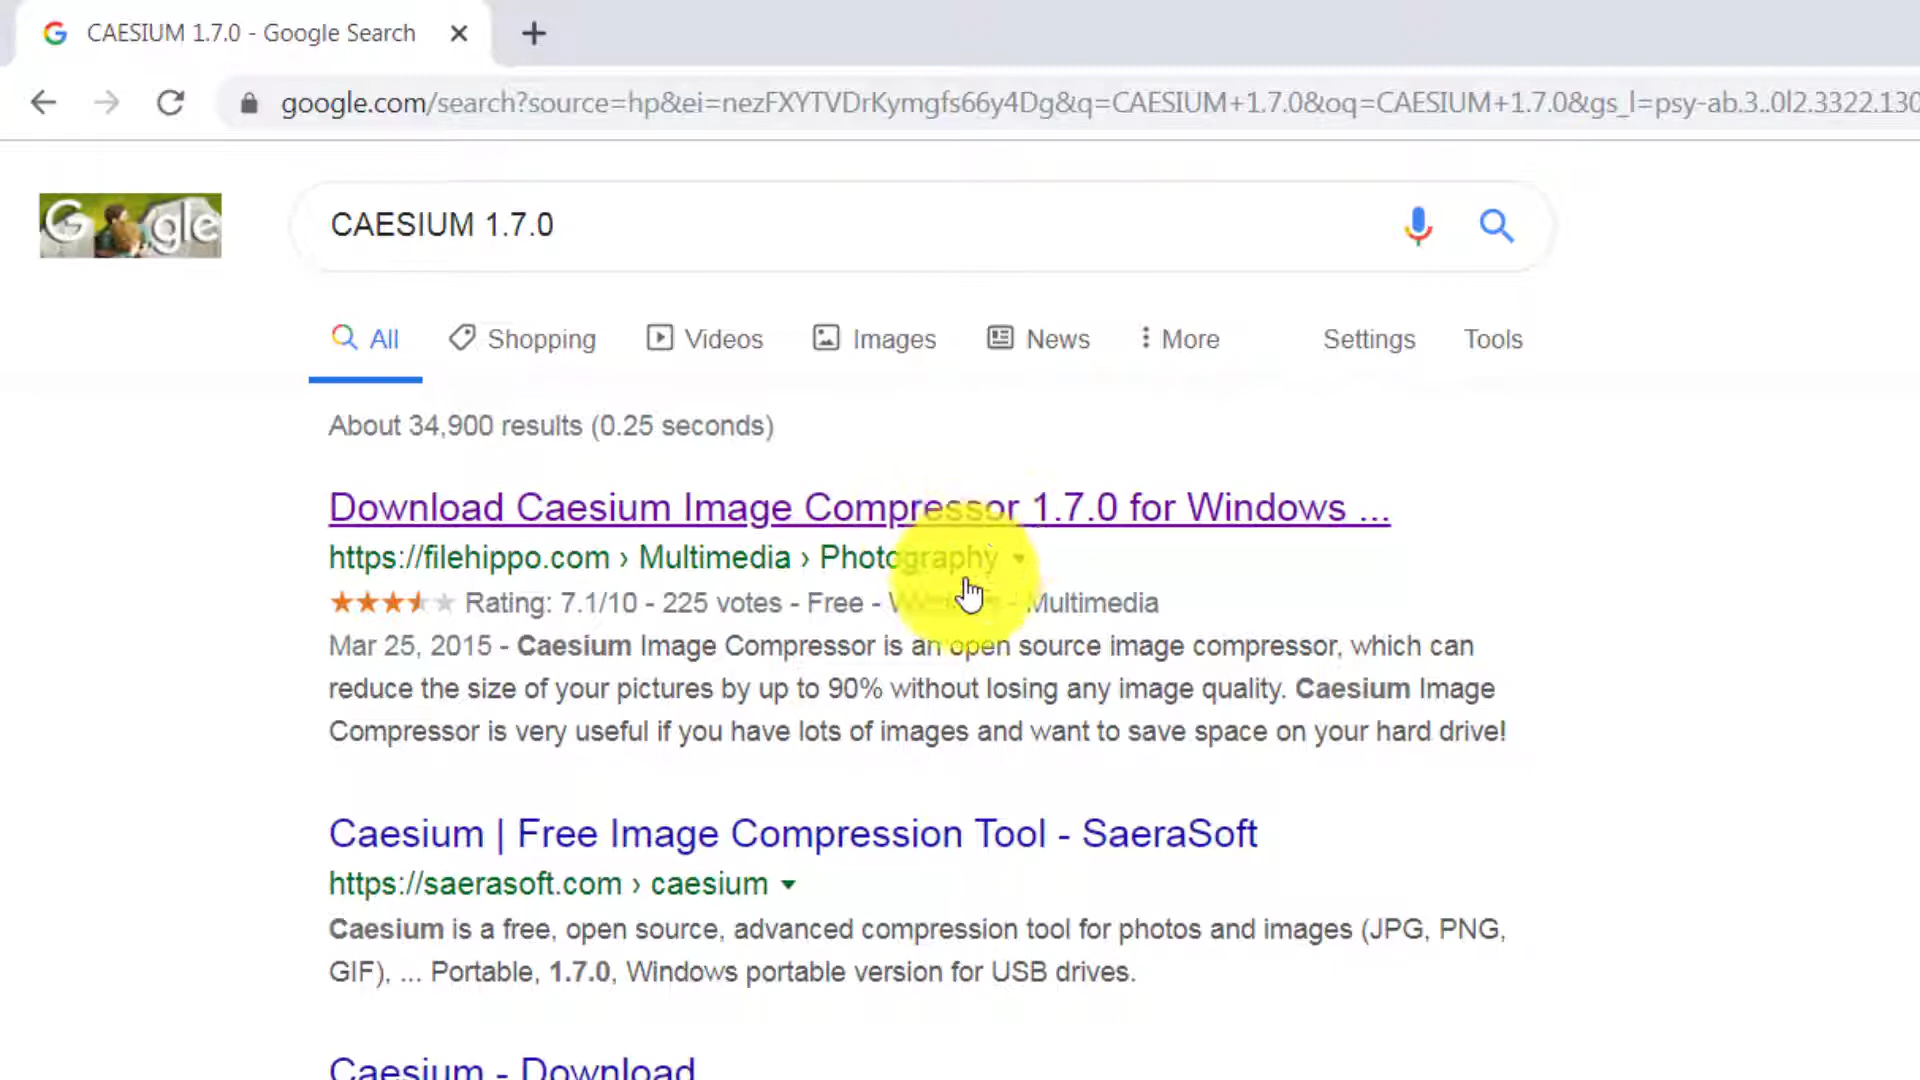 CAESIUM 1.7.0 - Google Search
google.com/search?source=hp&ei=nezFXYTVDrKymgfs66y4Dg&q=CAESIUM+1.7.0&oq=CAESIUM+1.7.0&gs_l=psy-ab.3..0l2.3322.130
G gle
CAESIUM 1.7.0
All Shopping Videos Images News More Settings Tools
About 34,900 results (0.25 seconds)
Download Caesium Image Compressor 1.7.0 for Windows ...
https://filehippo.com › Multimedia › Photography
Rating: 7.1/10 - 225 votes - Free - - Multimedia
Mar 25, 2015 - Caesium Image Compressor is an open source image compressor, which can
reduce the size of your pictures by up to 90% without losing any image quality. Caesium Image
Compressor is very useful if you have lots of images and want to save space on your hard drive!
Caesium | Free Image Compression Tool - SaeraSoft
https://saerasoft.com › caesium
Caesium is a free, open source, advanced compression tool for photos and images (JPG, PNG,
GIF), ... Portable, 1.7.0, Windows portable version for USB drives.
Caesium - Download